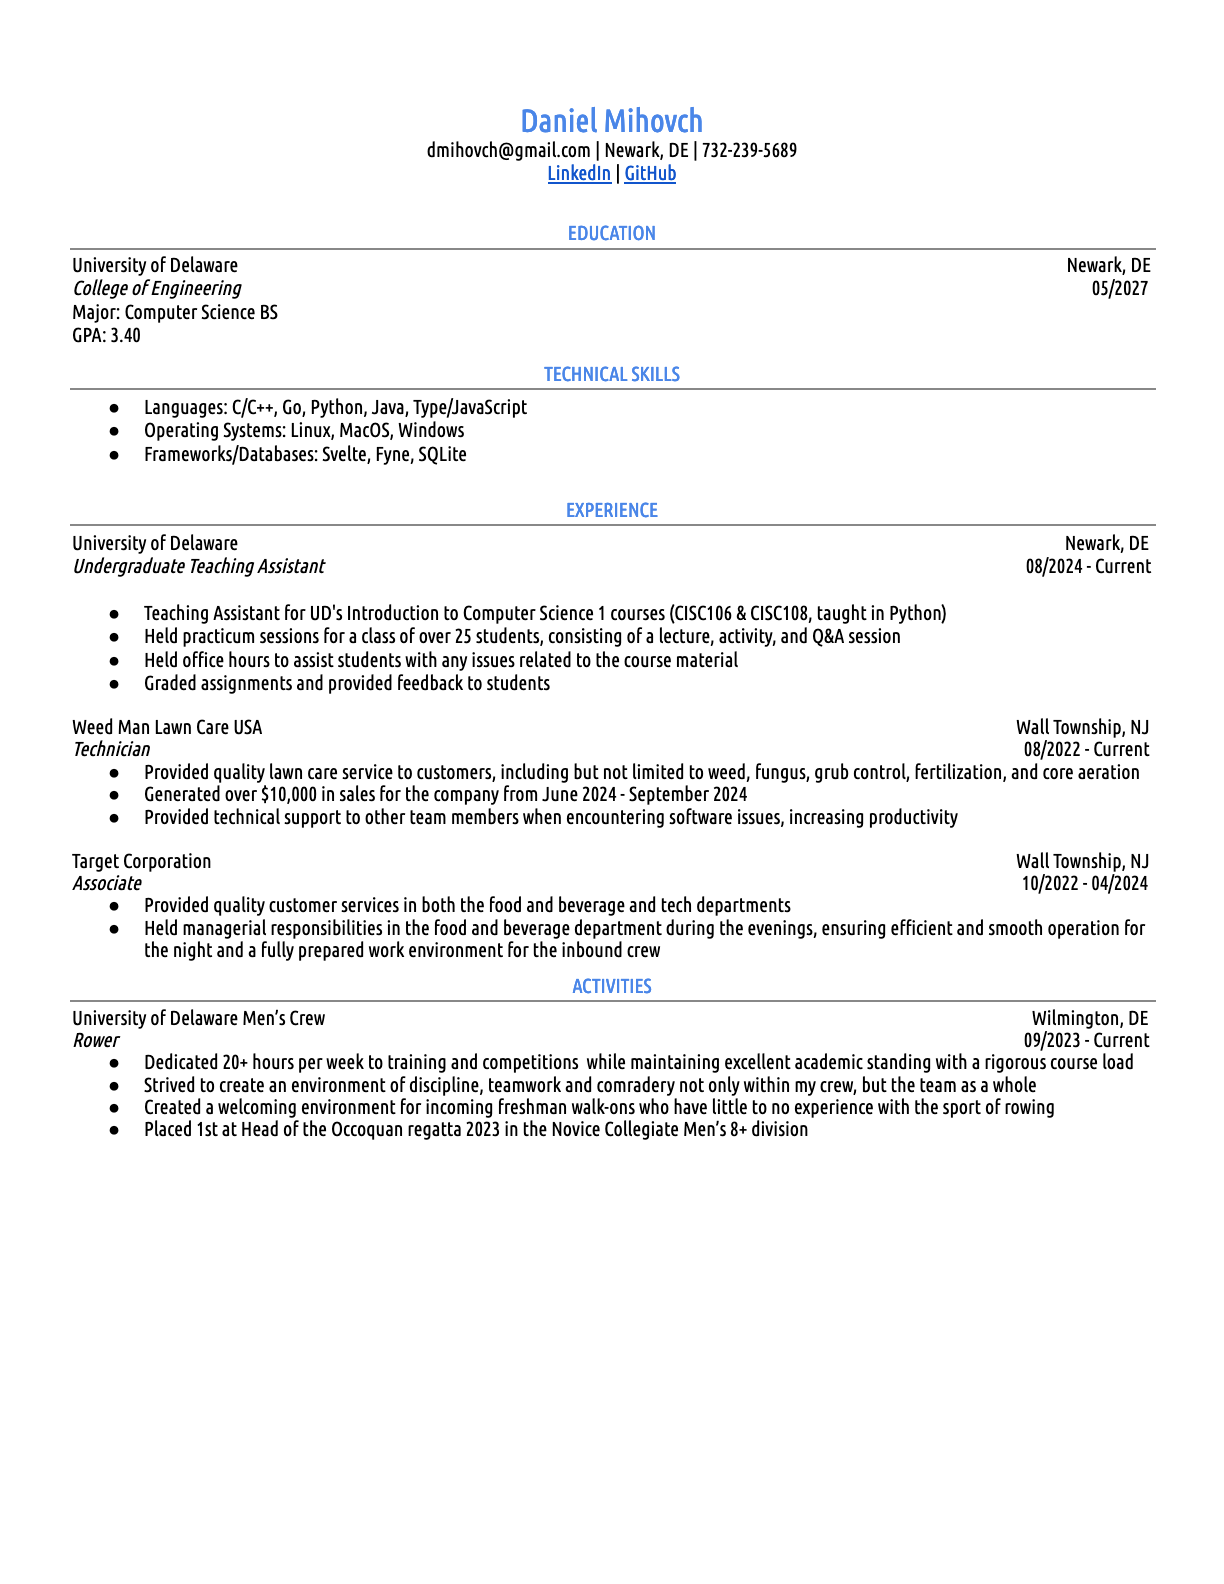 Daniel Mihovch
dmihovch@gmail.com | Newark, DE | 732-239-5689
LinkedIn | GitHub
EDUCATION
University of Delaware Newark, DE
College of Engineering 05/2027
Major: Computer Science BS
GPA: 3.40
TECHNICAL SKILLS
● Languages: C/C++, Go, Python, Java, Type/JavaScript
● Operating Systems: Linux, MacOS, Windows
● Frameworks/Databases: Svelte, Fyne, SQLite
EXPERIENCE
University of Delaware Newark, DE
Undergraduate Teaching Assistant 08/2024 - Current
● Teaching Assistant for UD's Introduction to Computer Science 1 courses (CISC106 & CISC108, taught in Python)
● Held practicum sessions for a class of over 25 students, consisting of a lecture, activity, and Q&A session
● Held office hours to assist students with any issues related to the course material
● Graded assignments and provided feedback to students
Weed Man Lawn Care USA Wall Township, NJ
Technician 08/2022 - Current
● Provided quality lawn care service to customers, including but not limited to weed, fungus, grub control, fertilization, and core aeration
● Generated over $10,000 in sales for the company from June 2024 - September 2024
● Provided technical support to other team members when encountering software issues, increasing productivity
Target Corporation Wall Township, NJ
Associate 10/2022 - 04/2024
● Provided quality customer services in both the food and beverage and tech departments
● Held managerial responsibilities in the food and beverage department during the evenings, ensuring efficient and smooth operation for
the night and a fully prepared work environment for the inbound crew
ACTIVITIES
University of Delaware Men’s Crew Wilmington, DE
Rower 09/2023 - Current
● Dedicated 20+ hours per week to training and competitions  while maintaining excellent academic standing with a rigorous course load
● Strived to create an environment of discipline, teamwork and comradery not only within my crew, but the team as a whole
● Created a welcoming environment for incoming freshman walk-ons who have little to no experience with the sport of rowing
● Placed 1st at Head of the Occoquan regatta 2023 in the Novice Collegiate Men’s 8+ division